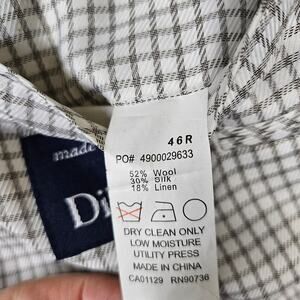 46R
PO# 4900029633
52% Wool
30% Silk
18% Linen
DRY CLEAN ONLY
LOW MOISTURE
UTILITY PRESS
MADE IN CHINA
CA01129 RN90736
made
Di